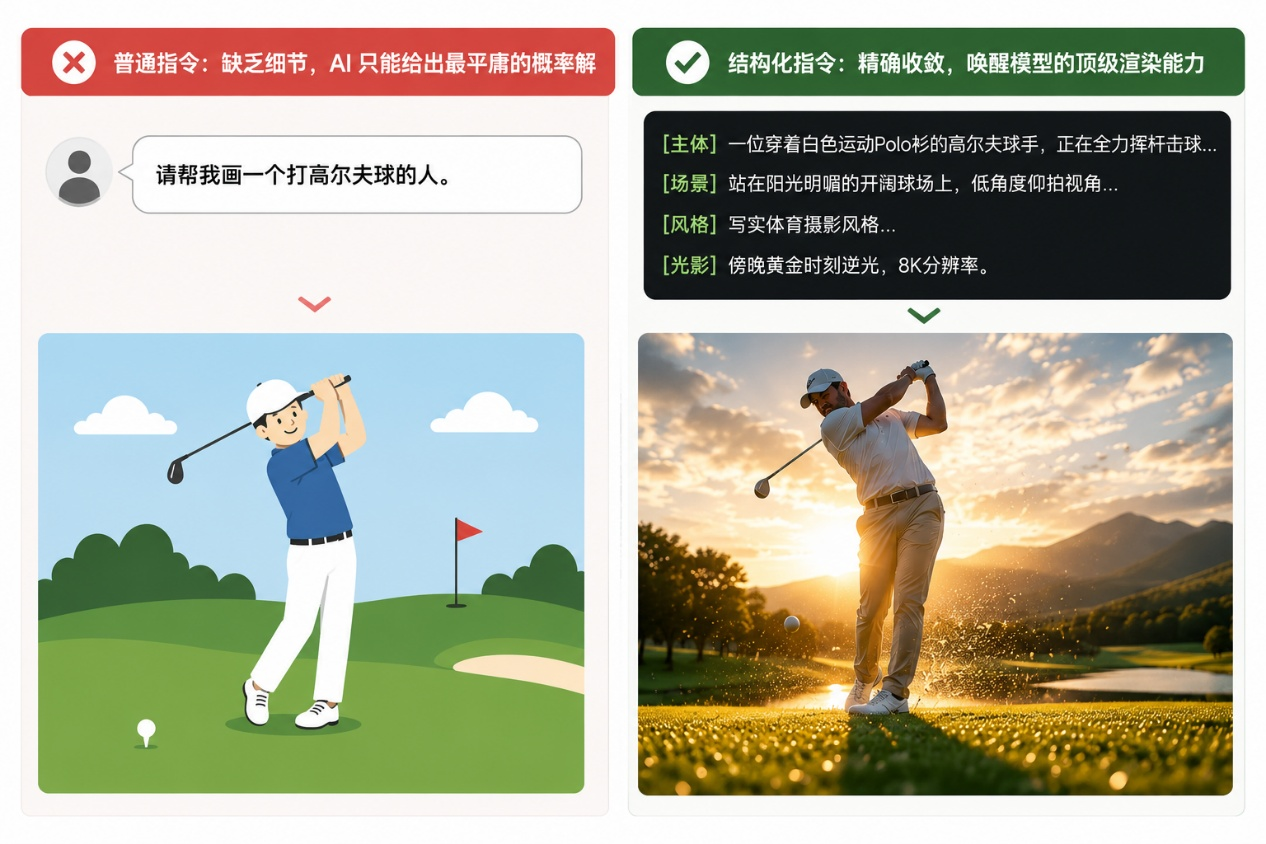 普通指令：缺乏细节，AI 只能给出最平庸的概率解
请帮我画一个打高尔夫球的人。
结构化指令：精确收敛，唤醒模型的顶级渲染能力
[主体] 一位穿着白色运动Polo衫的高尔夫球手，正在全力挥杆击球...
[场景] 站在阳光明媚的开阔球场上，低角度仰拍视角...
[风格] 写实体育摄影风格...
[光影] 傍晚黄金时刻逆光，8K分辨率。